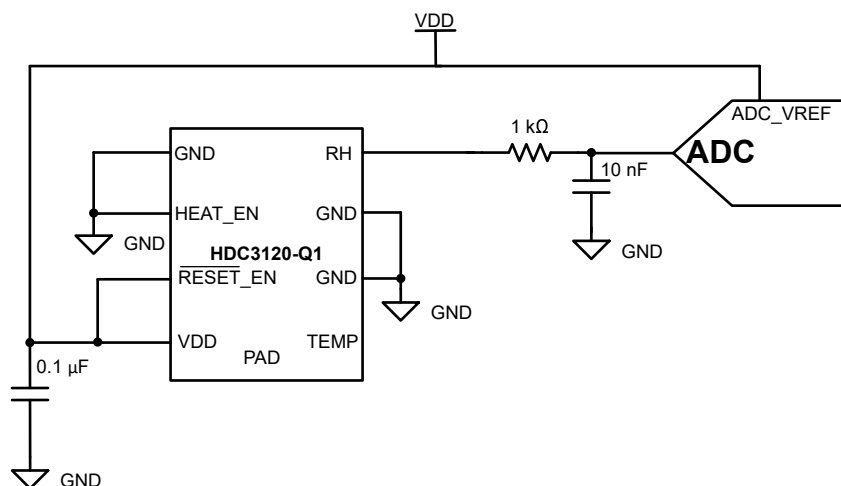 VDD
ADC_VREF
1 kΩ
ADC
GND
RH
10 nF
HEAT_EN
GND
GND
GND
HDC3120-Q1
RESET_EN
GND
GND
VDD
TEMP
0.1 µF
PAD
GND